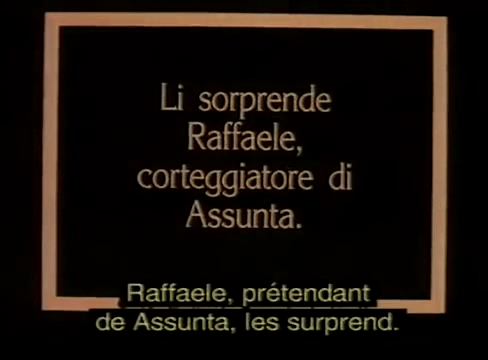 Li sorprende
Raffaele,
corteggiatore di
Assunta.
Raffaele, prétendant
de Assunta, les surprend.